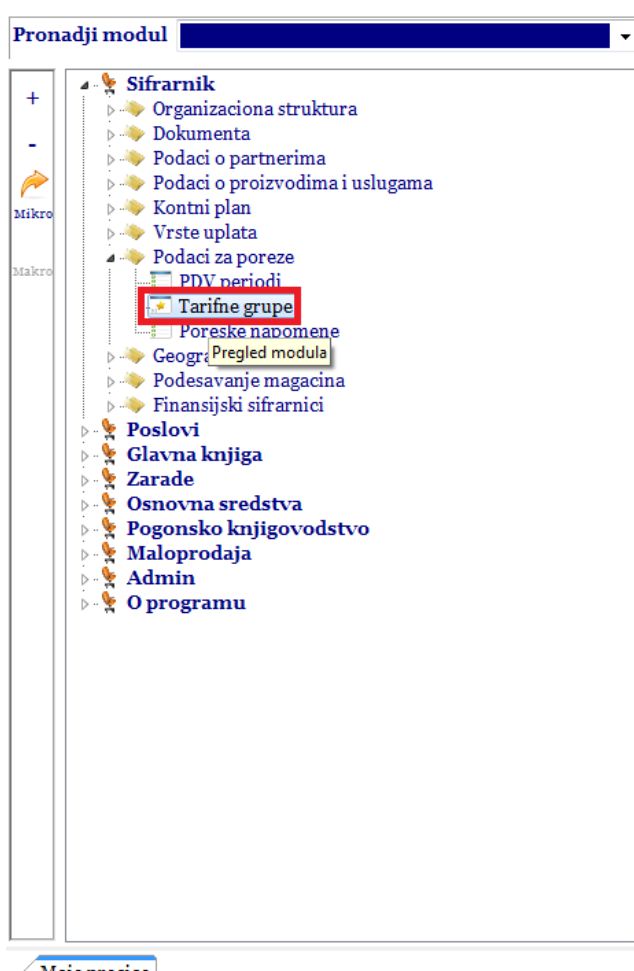 Pronadji modul
+
-
Mikro
Makro
Sifrarnik
Organizaciona struktura
Dokumenta
Podaci o partnerima
Podaci o proizvodima i uslugama
Kontni plan
Vrste uplata
Podaci za poreze
PDV periodi
Tarifne grupe
Poreske napomene
Pregled modula
Podesavanje magacina
Finansijski sifrarnici
Poslovi
Glavna knjiga
Zarade
Osnovna sredstva
Pogonsko knjigovodstvo
Maloprodaja
Admin
O programu